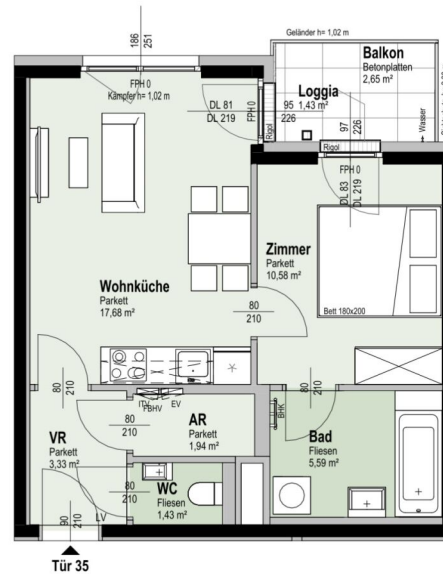 Geländer h= 1,02 m
186
251
Balkon
Betonplatten
2,65 m²
FPH 0
Kämpfer h= 1,02 m
DL 81
DL 219
FPH 0
Rigol
95
226
Loggia
1,43 m²
97
226
Wasser
Rigol
FPH 0
DL 83
DL 219
Zimmer
Parkett
10,58 m²
Wohnküche
Parkett
17,68 m²
80
210
Bett 180x200
80
210
80
210
ITV
FBHV
EV
BHK
80
210
AR
Parkett
1,94 m²
VR
Parkett
3,33 m²
Bad
Fliesen
5,59 m²
80
210
WC
Fliesen
1,43 m²
LV
90
210
Tür 35